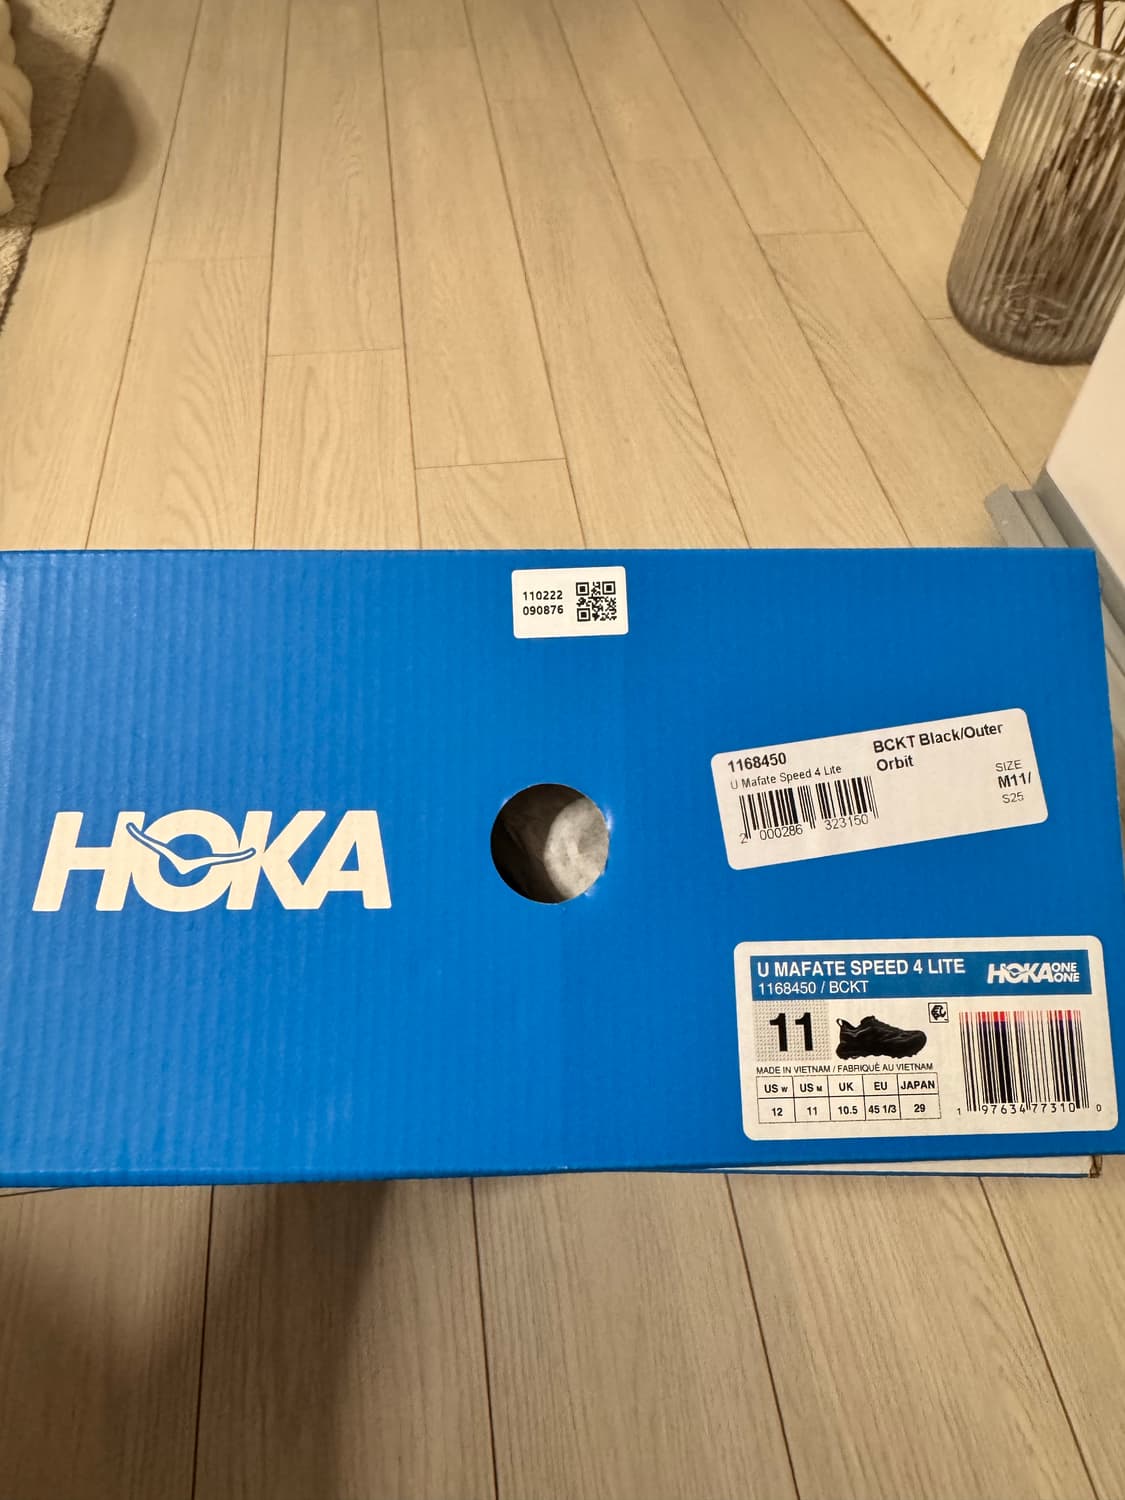 110222
090876
HOKA
1168450
U Mafate Speed 4 Lite
BCKT Black/Outer
Orbit
SIZE
M11/
S25
2 000286 323150
U MAFATE SPEED 4 LITE
1168450 / BCKT
HOKA ONE ONE
11
MADE IN VIETNAM / FABRIQUÉ AU VIETNAM
US W US M UK EU JAPAN
12 11 10.5 45 1/3 29
1 97634 77310 0